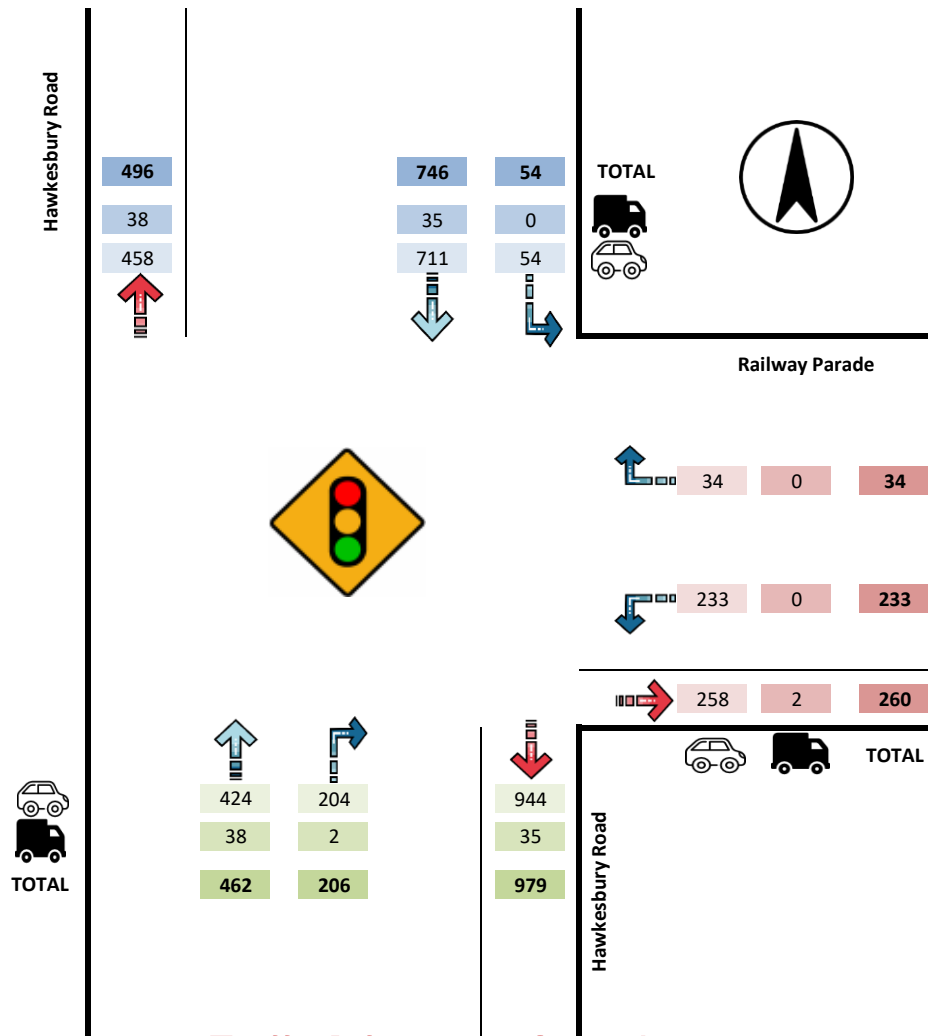 Hawkesbury Road
496 746 54 TOTAL
38 35 0
458 711 54
Railway Parade
34 0 34
233 0 233
258 2 260
TOTAL
424 204 944
38 2 35
TOTAL 462 206 979
Hawkesbury Road